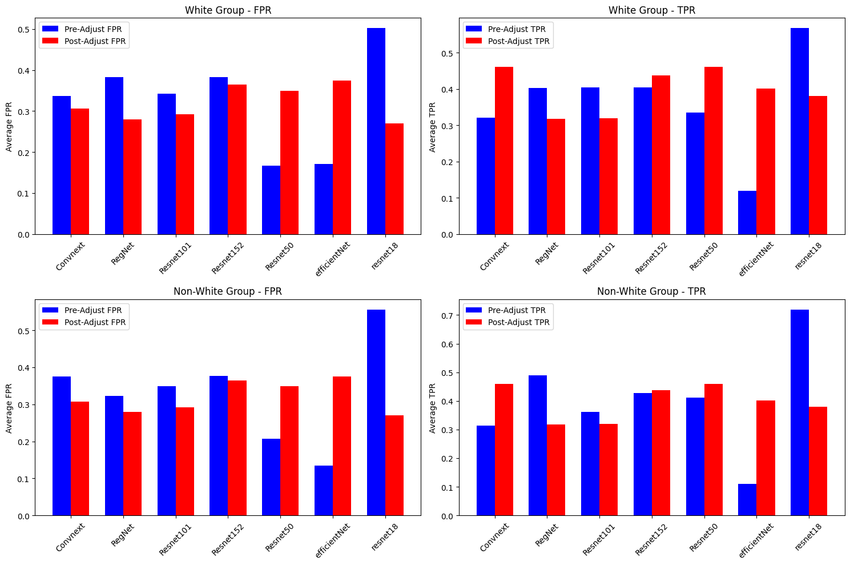 White Group - FPR
Pre-Adjust FPR
Post-Adjust FPR
Average FPR
0.5
0.4
0.3
0.2
0.1
0.0
Convnext
RegNet
Resnet101
Resnet152
Resnet50
efficientNet
resnet18
White Group - TPR
Pre-Adjust TPR
Post-Adjust TPR
Average TPR
0.5
0.4
0.3
0.2
0.1
0.0
Convnext
RegNet
Resnet101
Resnet152
Resnet50
efficientNet
resnet18
Non-White Group - FPR
Pre-Adjust FPR
Post-Adjust FPR
Average FPR
0.5
0.4
0.3
0.2
0.1
0.0
Convnext
RegNet
Resnet101
Resnet152
Resnet50
efficientNet
resnet18
Non-White Group - TPR
Pre-Adjust TPR
Post-Adjust TPR
Average TPR
0.7
0.6
0.5
0.4
0.3
0.2
0.1
0.0
Convnext
RegNet
Resnet101
Resnet152
Resnet50
efficientNet
resnet18